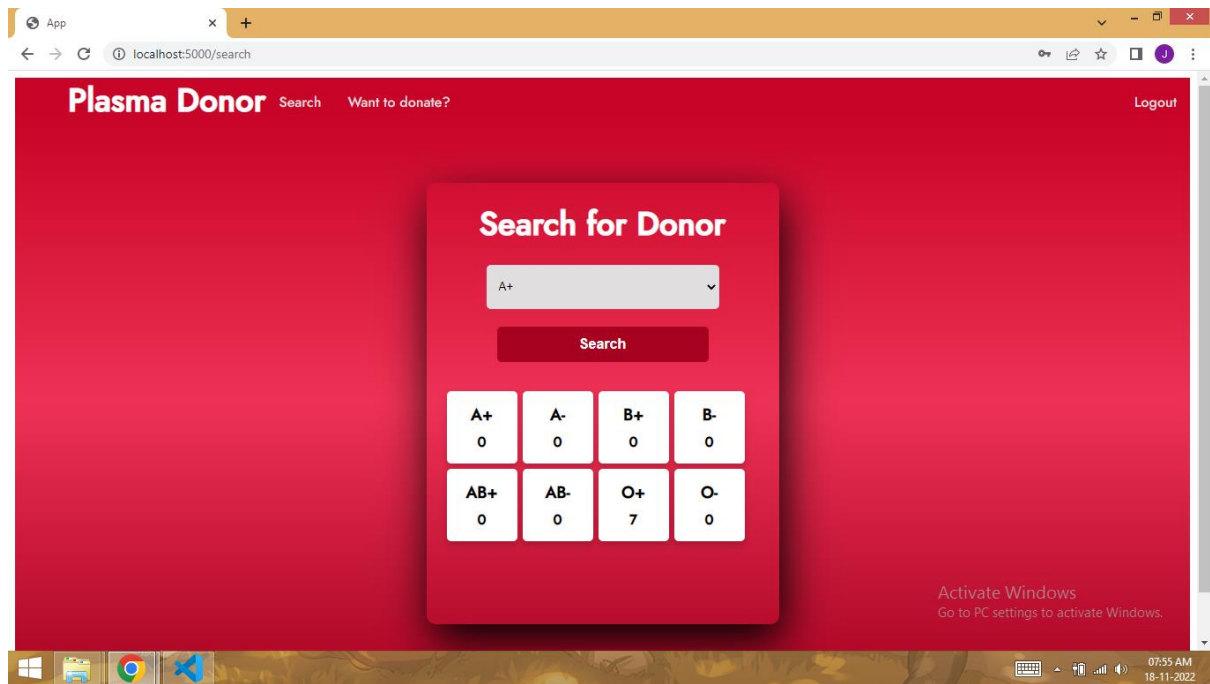 App
localhost:5000/search
J
Plasma Donor Search Want to donate? Logout
Search for Donor
A+
Search
A+ A- B+ B-
0 0 0 0
AB+ AB- O+ O-
0 0 7 0
Activate Windows
Go to PC settings to activate Windows.
07:55 AM
18-11-2022